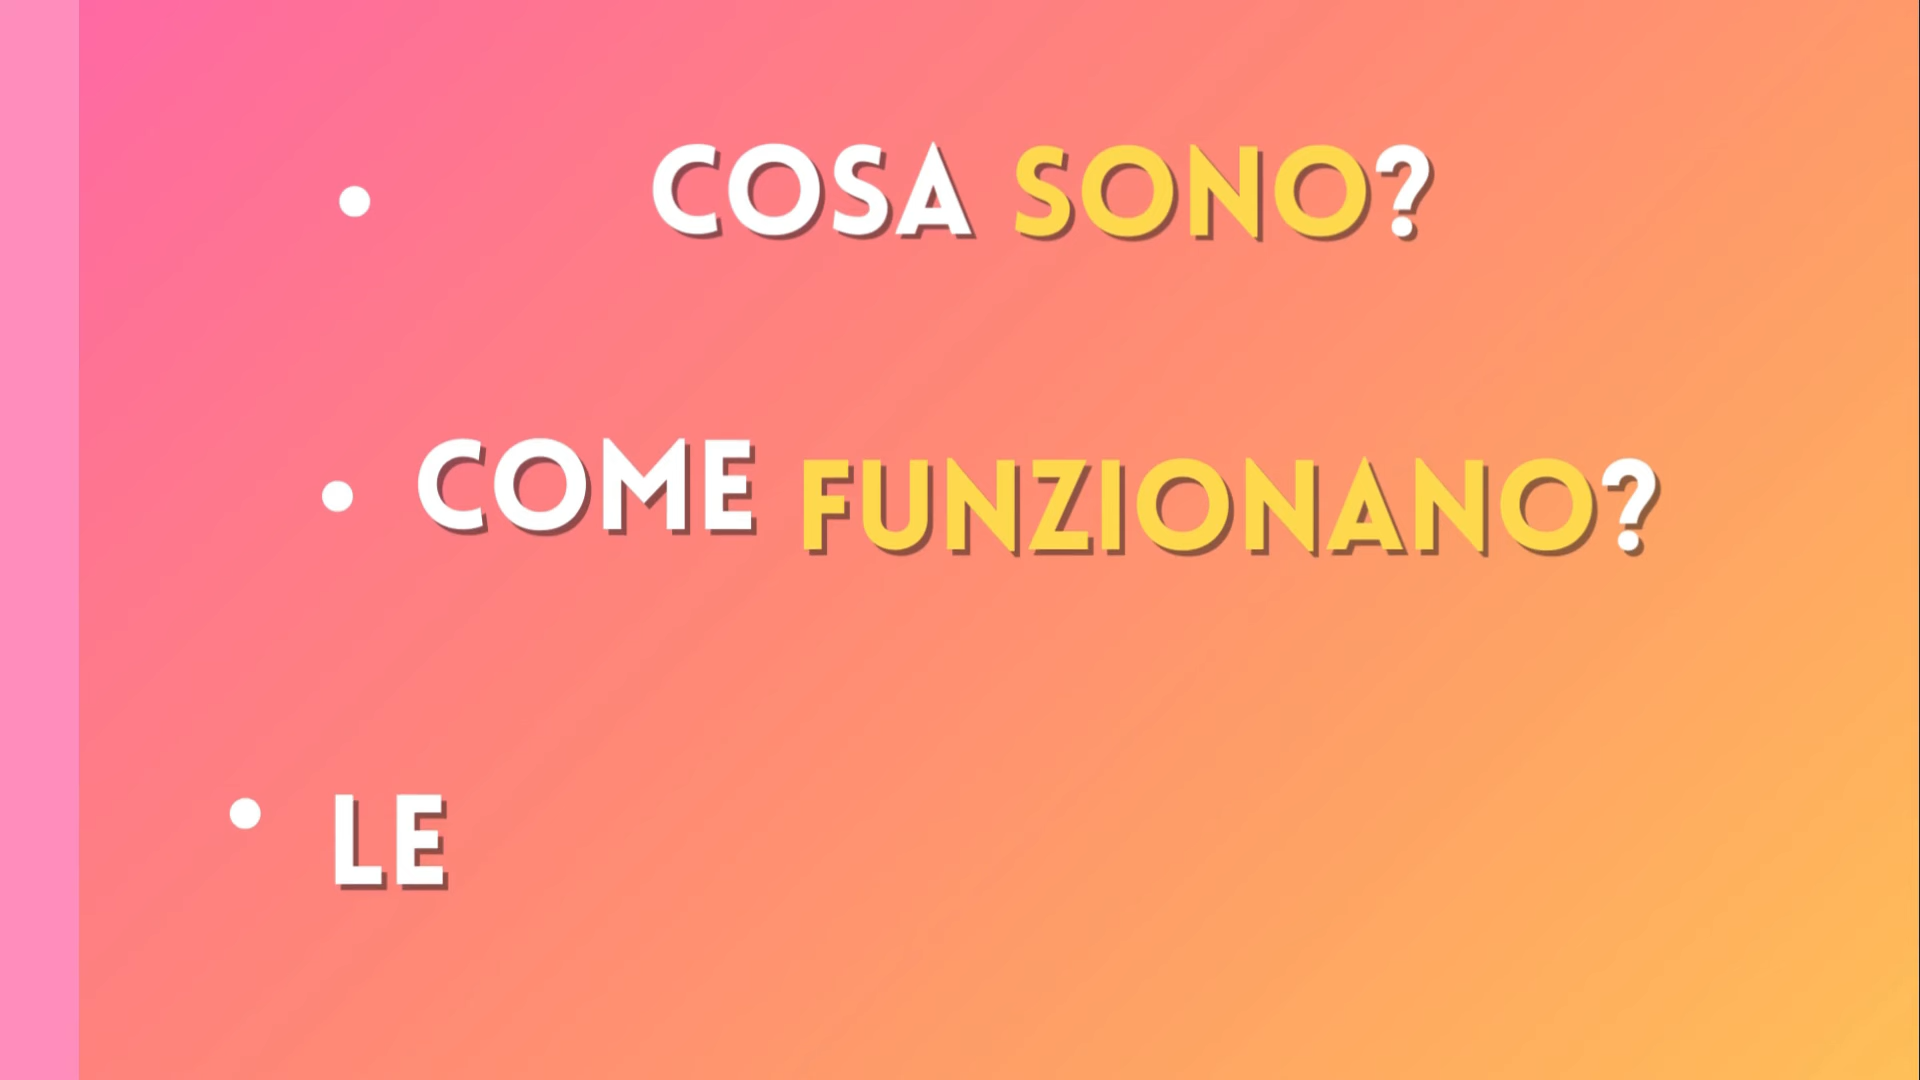 • COSA SONO?
• COME FUNZIONANO?
• LE